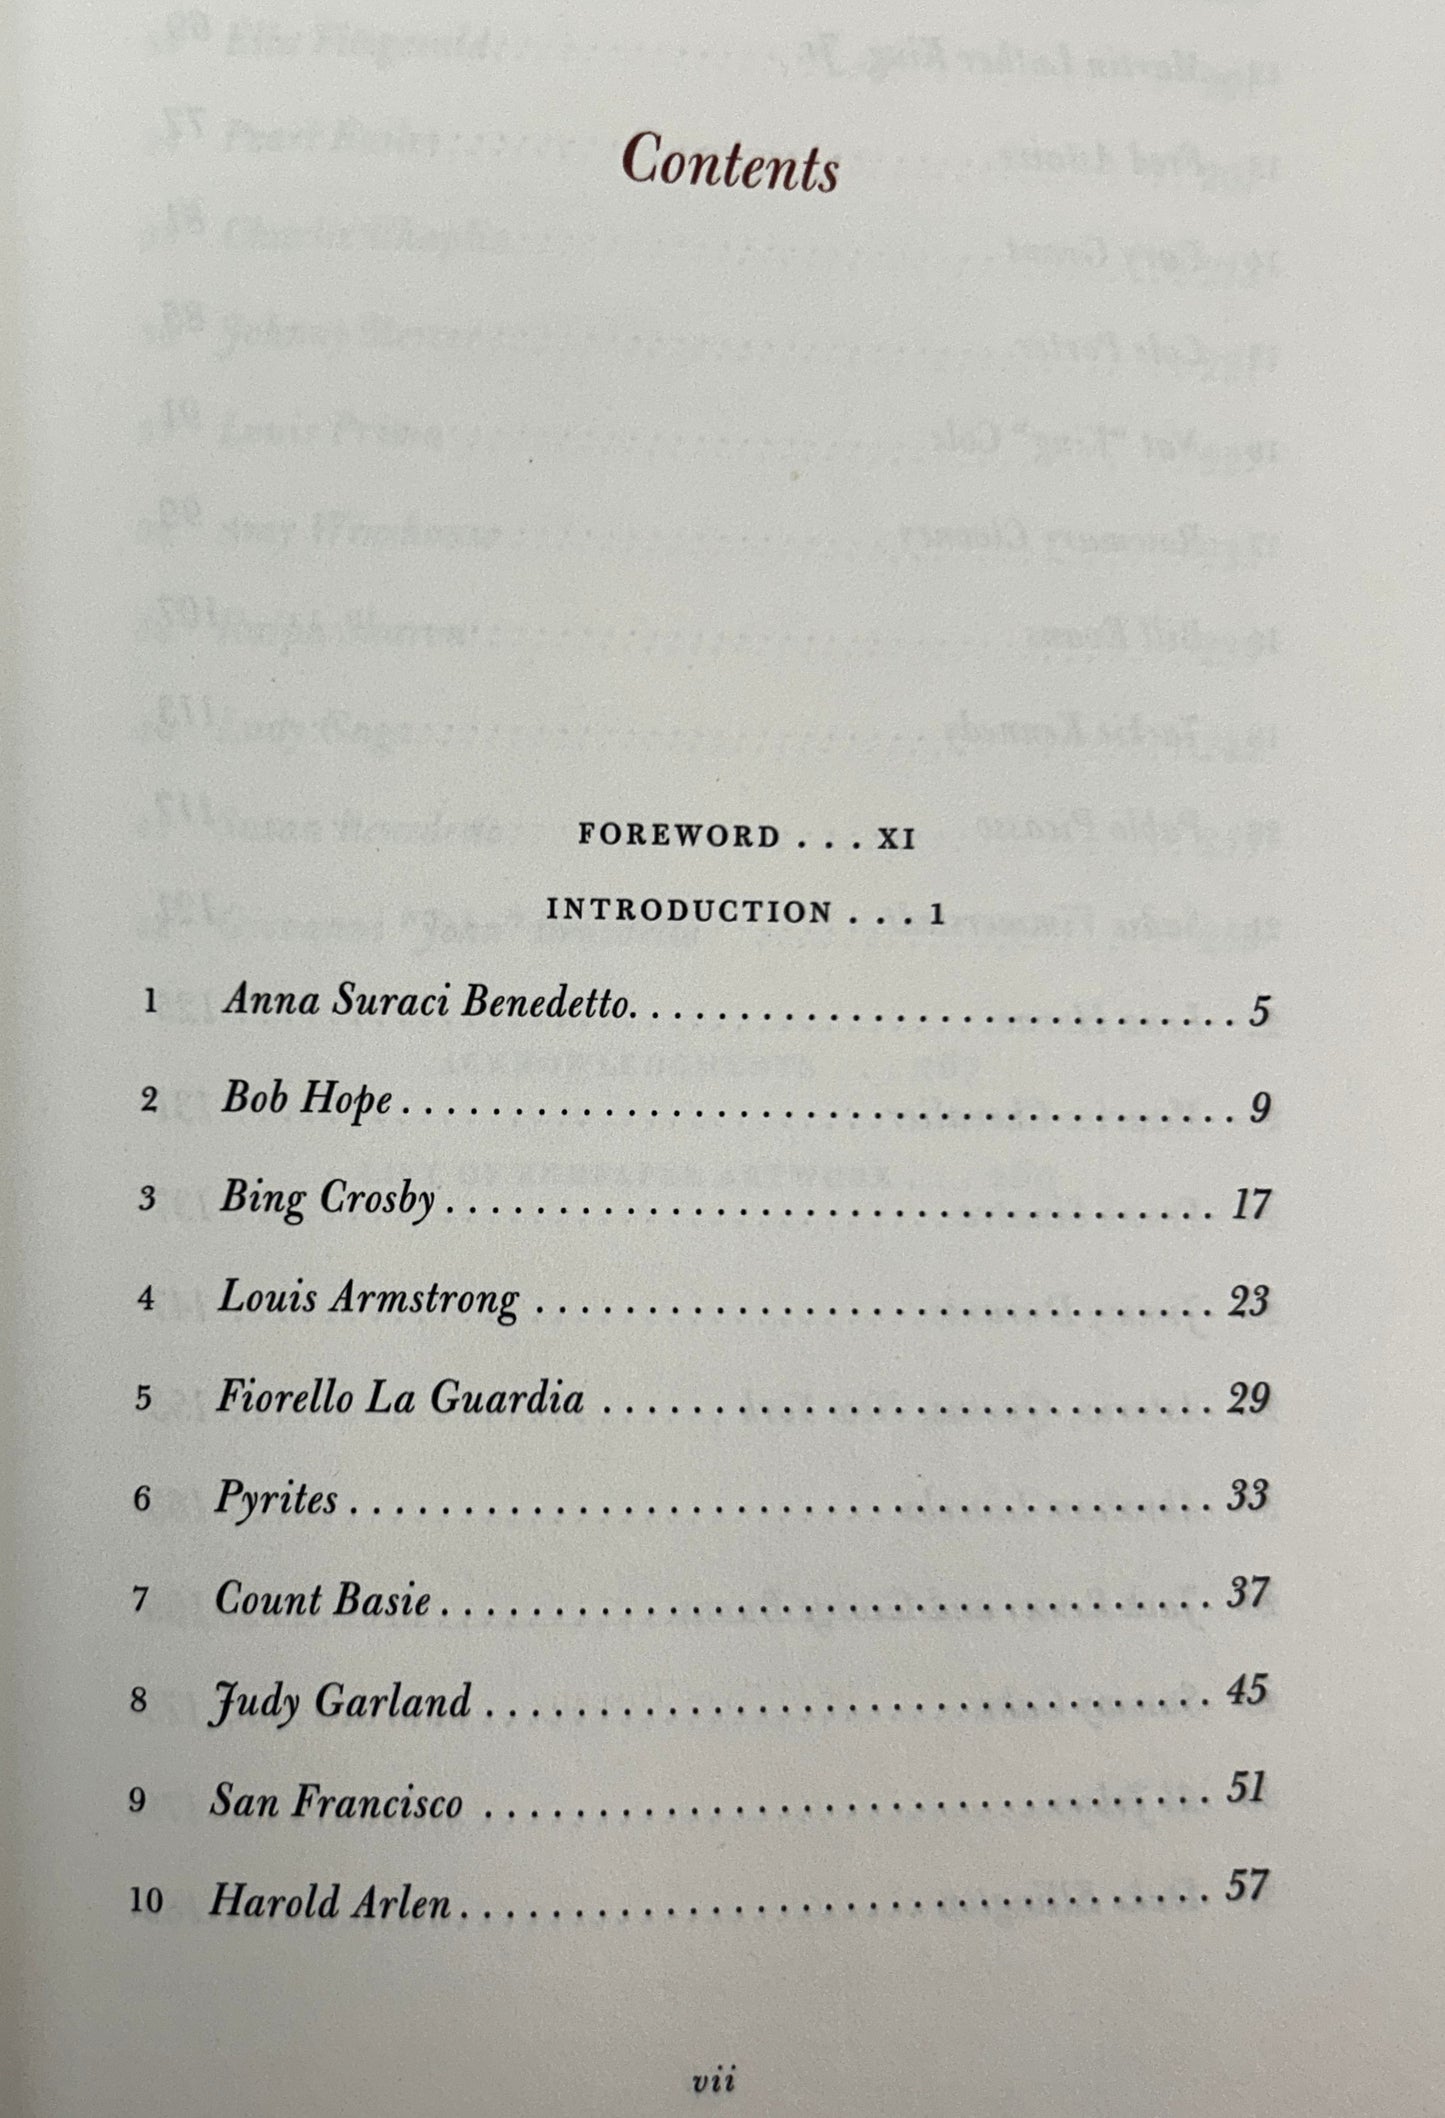 Contents
FOREWORD . . . XI
INTRODUCTION . . . 1
1 Anna Suraci Benedetto. . . . . . . . . . . . . . . . . . . . . . . . . . . . 5
2 Bob Hope . . . . . . . . . . . . . . . . . . . . . . . . . . . . . . . . . . . . . . 9
3 Bing Crosby . . . . . . . . . . . . . . . . . . . . . . . . . . . . . . . . . . . 17
4 Louis Armstrong . . . . . . . . . . . . . . . . . . . . . . . . . . . . . . . 23
5 Fiorello La Guardia . . . . . . . . . . . . . . . . . . . . . . . . . . . . 29
6 Pyrites . . . . . . . . . . . . . . . . . . . . . . . . . . . . . . . . . . . . . . . 33
7 Count Basie . . . . . . . . . . . . . . . . . . . . . . . . . . . . . . . . . . . 37
8 Judy Garland . . . . . . . . . . . . . . . . . . . . . . . . . . . . . . . . . 45
9 San Francisco . . . . . . . . . . . . . . . . . . . . . . . . . . . . . . . . . 51
10 Harold Arlen . . . . . . . . . . . . . . . . . . . . . . . . . . . . . . . . . . 57
vii